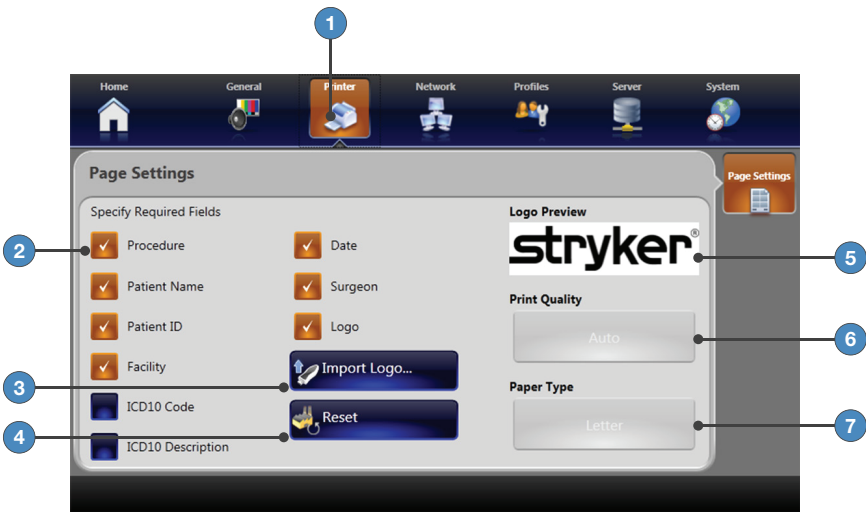 1
Home
General
Printer
Network
Profiles
Server
System
Page Settings
Page Settings
Specify Required Fields
Logo Preview
2
Procedure
Date
stryker®
5
Patient Name
Surgeon
Print Quality
Patient ID
Logo
Auto
6
Facility
3
Import Logo...
Paper Type
ICD10 Code
4
Reset
Letter
7
ICD10 Description